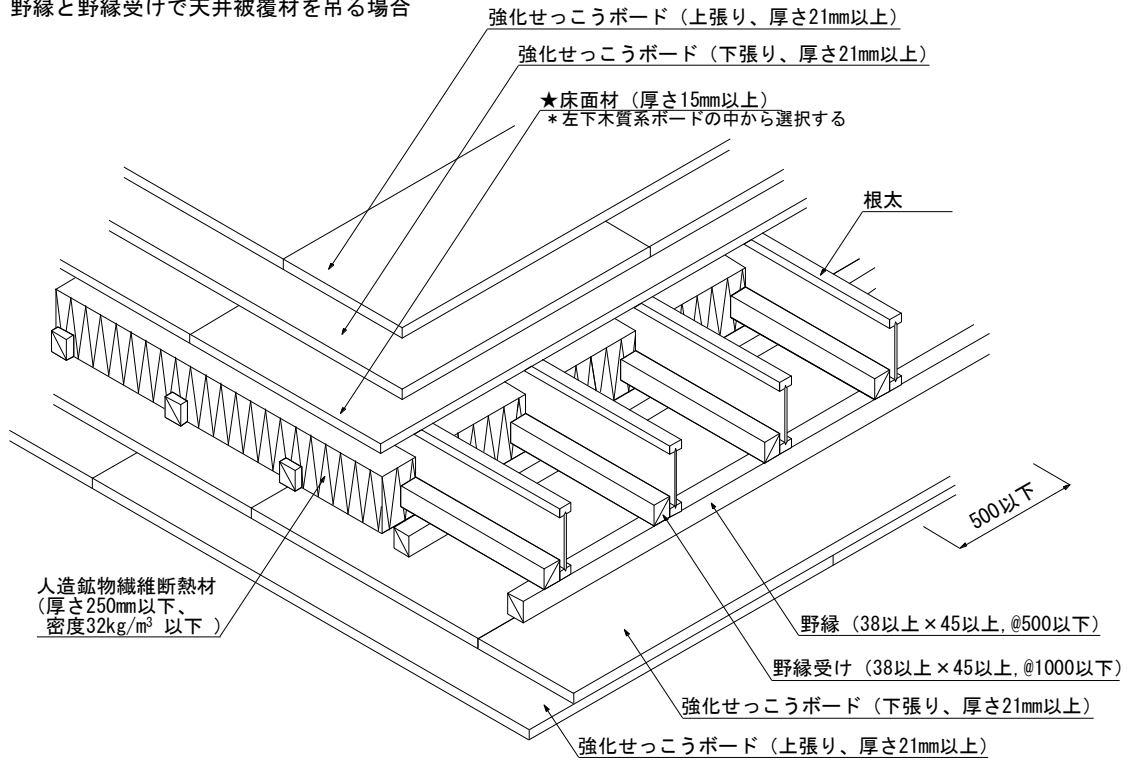 野縁と野縁受けで天井被覆材を吊る場合
強化せっこうボード（上張り、厚さ21mm以上）
強化せっこうボード（下張り、厚さ21mm以上）
★床面材（厚さ15mm以上）
＊左下木質系ボードの中から選択する
根太
500以下
人造鉱物繊維断熱材
（厚さ250mm以下、
密度32kg/m³ 以下 ）
野縁（38以上×45以上,@500以下）
野縁受け（38以上×45以上,@1000以下）
強化せっこうボード（下張り、厚さ21mm以上）
強化せっこうボード（上張り、厚さ21mm以上）